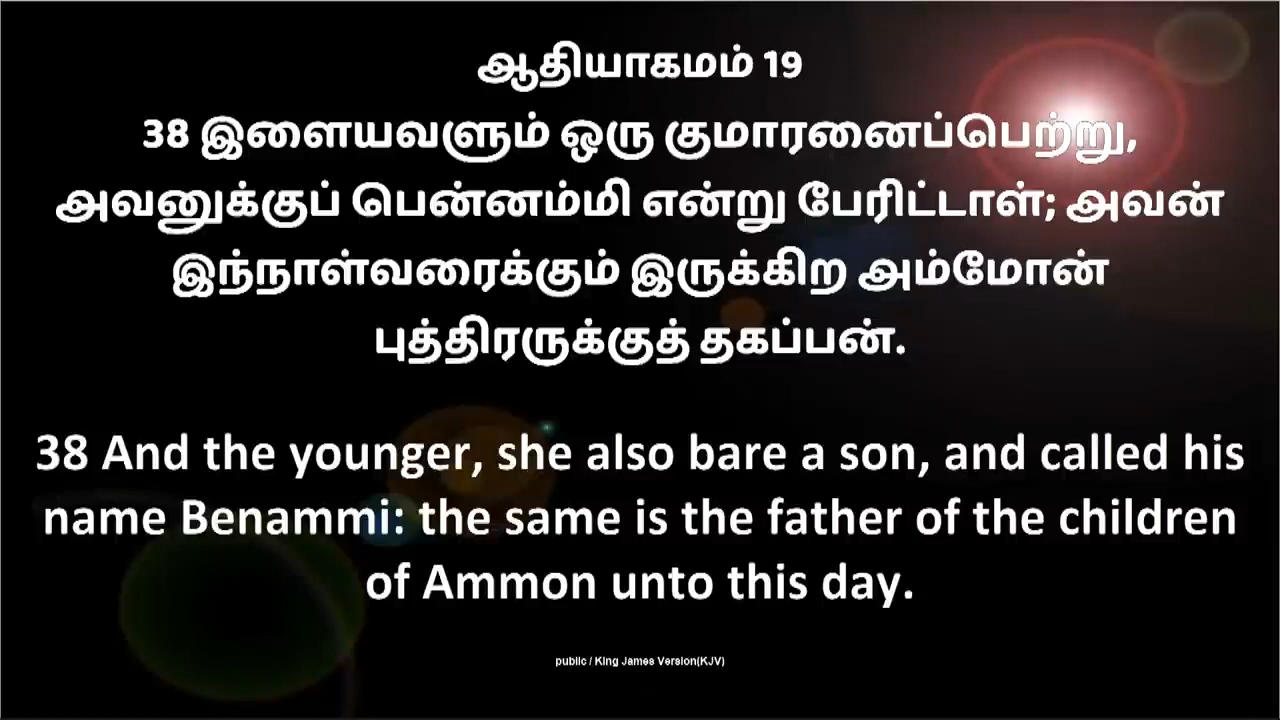 ஆதியாகமம் 19
38 இளையவளும் ஒரு குமாரனைப்பெற்று,
அவனுக்குப் பென்னம்மி என்று பேரிட்டாள்; அவன்
இந்நாள்வரைக்கும் இருக்கிற அம்மோன்
புத்திரருக்குத் தகப்பன்.
38 And the younger, she also bare a son, and called his
name Benammi: the same is the father of the children
of Ammon unto this day.
public / King James Version(KJV)